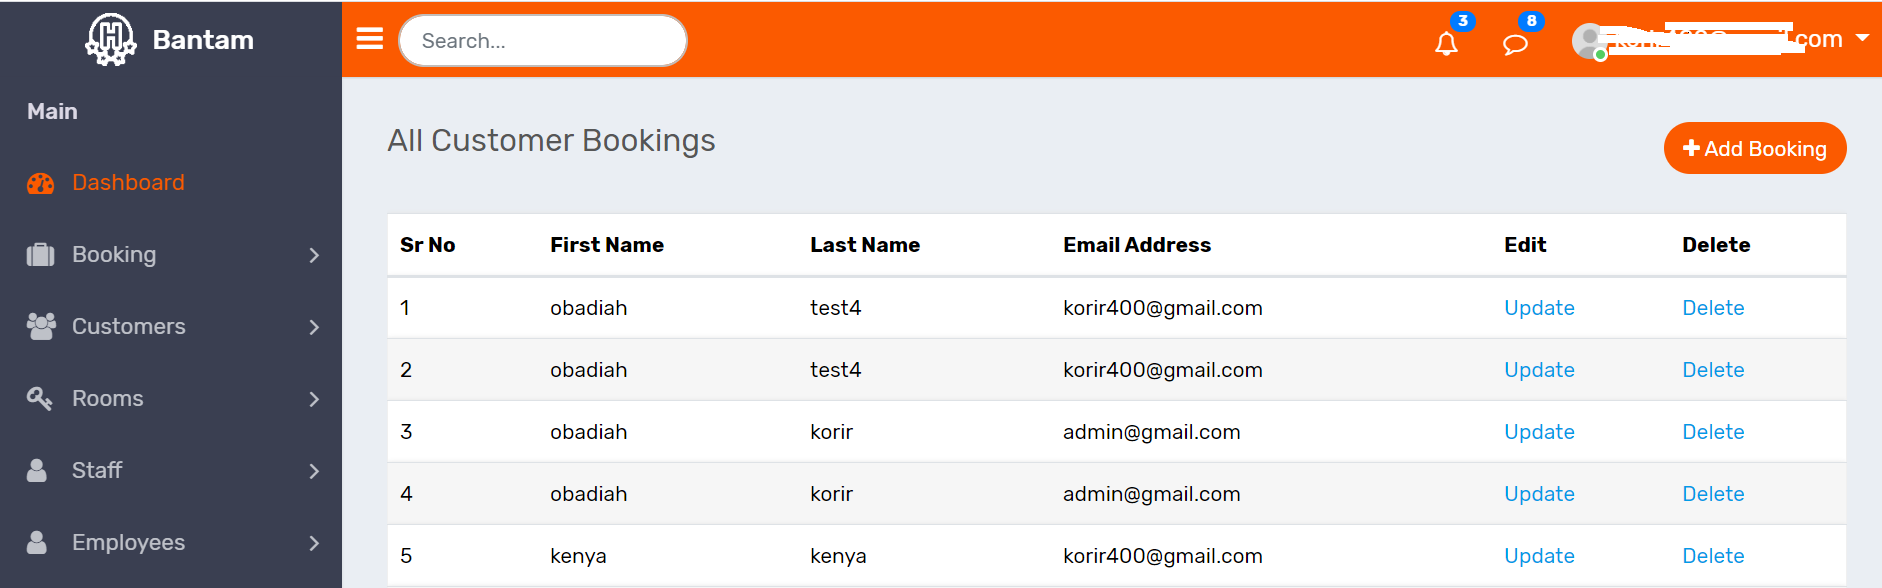 Bantam
Search...
3
8
com
Main
Dashboard
Booking
Customers
Rooms
Staff
Employees
All Customer Bookings
Add Booking
Sr No First Name Last Name Email Address Edit Delete
1 obadiah test4 korir400@gmail.com Update Delete
2 obadiah test4 korir400@gmail.com Update Delete
3 obadiah korir admin@gmail.com Update Delete
4 obadiah korir admin@gmail.com Update Delete
5 kenya kenya korir400@gmail.com Update Delete